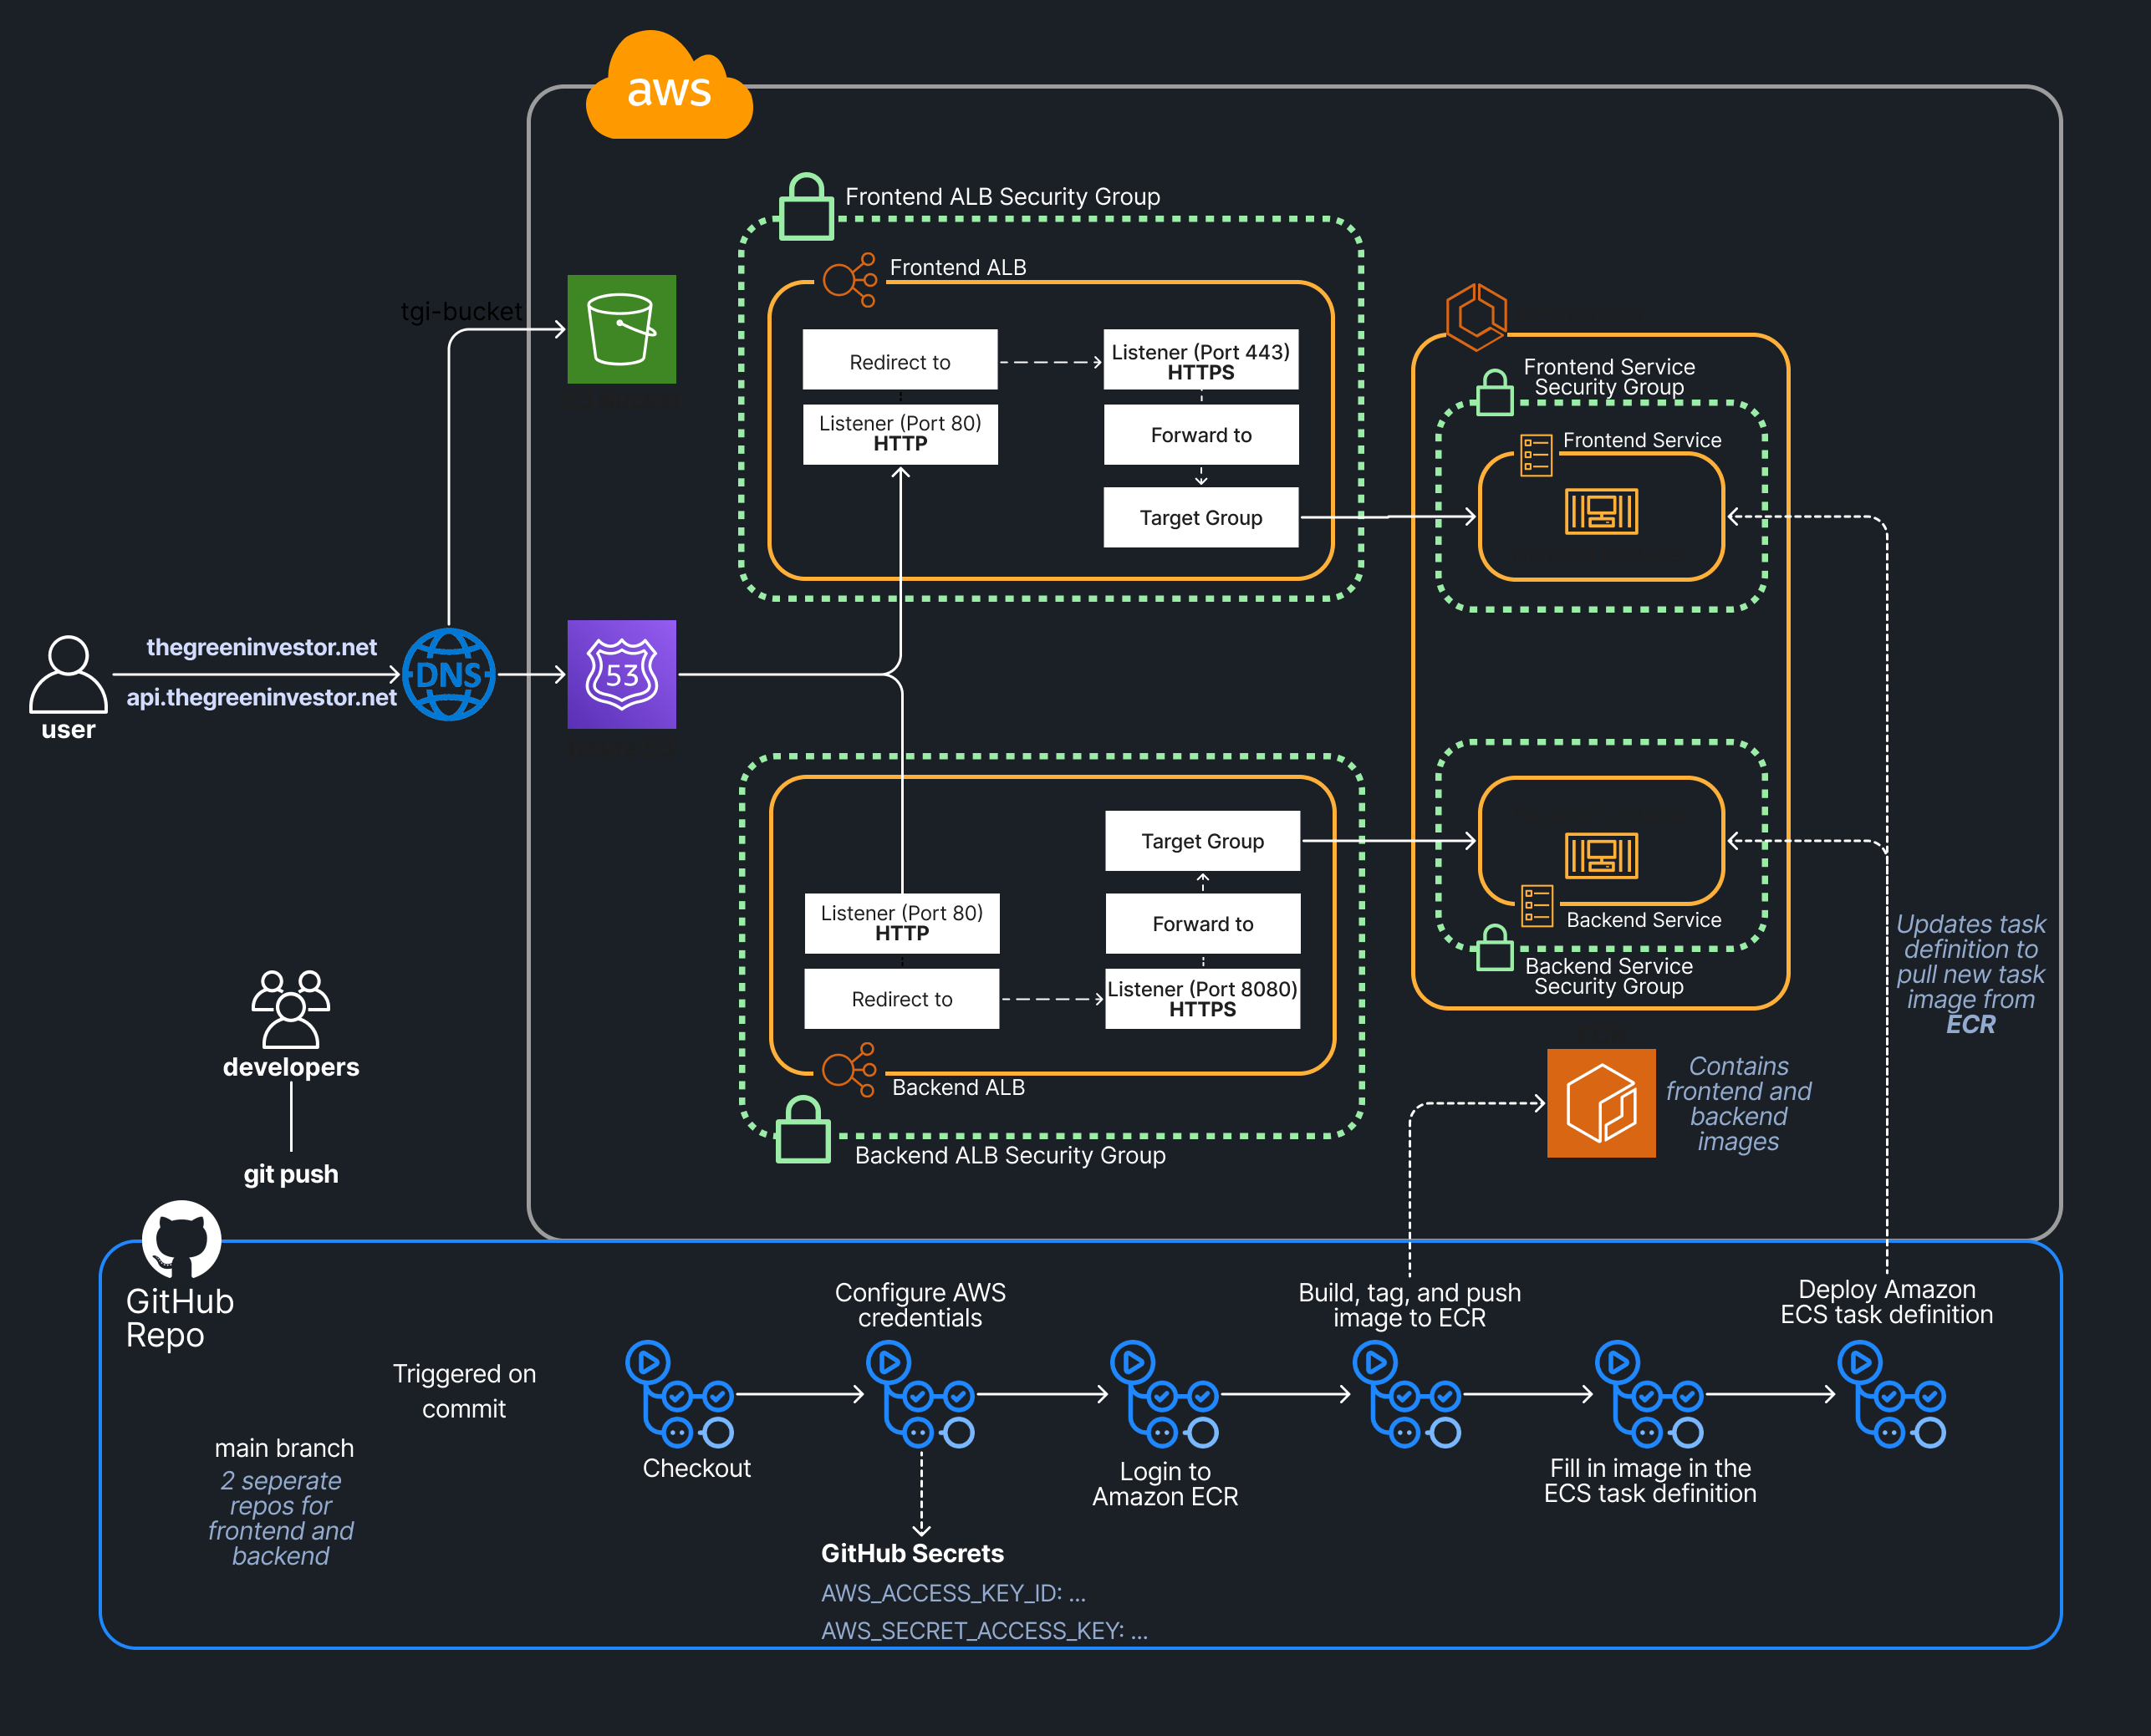 aws
Frontend ALB Security Group
Frontend ALB
tgi-bucket
Redirect to
Listener (Port 443)
HTTPS
Listener (Port 80)
HTTP
Forward to
Target Group
Frontend Service
Security Group
Frontend Service
thegreeninvestor.net
api.thegreeninvestor.net
user
DNS
53
Target Group
Listener (Port 80)
HTTP
Forward to
Redirect to
Listener (Port 8080)
HTTPS
Backend ALB
Backend ALB Security Group
Backend Service
Backend Service
Security Group
Updates task
definition to
pull new task
image from
ECR
Contains
frontend and
backend
images
developers
git push
GitHub
Repo
Triggered on
commit
main branch
2 seperate
repos for
frontend and
backend
Checkout
Configure AWS
credentials
Login to
Amazon ECR
Build, tag, and push
image to ECR
Fill in image in the
ECS task definition
Deploy Amazon
ECS task definition
GitHub Secrets
AWS_ACCESS_KEY_ID: ...
AWS_SECRET_ACCESS_KEY: ...